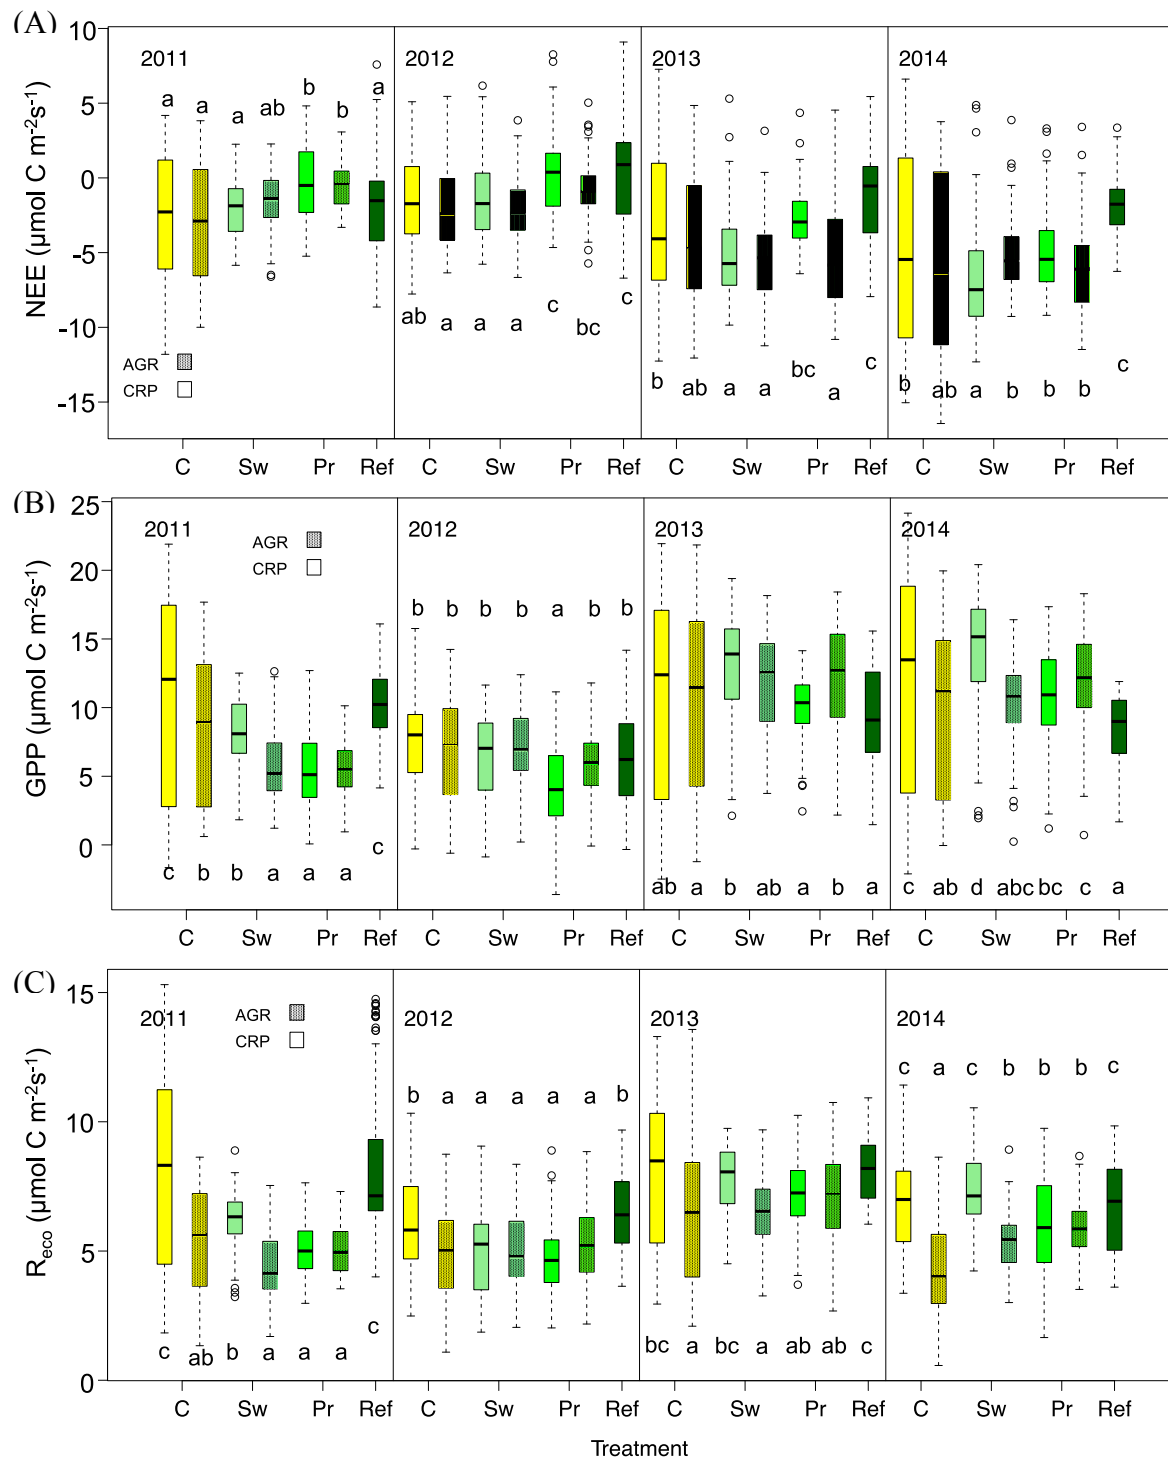 (A)
10
5
0
-5
-10
-15
NEE (µmol C m-2s-1)
2011 2012 2013 2014
a a a ab b b a
ab a a a c bc c
b ab a a bc a c
b ab a b b b c
AGR
CRP
C Sw Pr Ref C Sw Pr Ref C Sw Pr Ref C Sw Pr Ref
(B)
25
20
15
10
5
0
GPP (µmol C m-2s-1)
2011 2012 2013 2014
AGR
CRP
b b b b a b b
c b b a a a c
ab a b ab a b a
c ab d abc bc c a
C Sw Pr Ref C Sw Pr Ref C Sw Pr Ref C Sw Pr Ref
(C)
15
10
5
0
Reco (µmol C m-2s-1)
2011 2012 2013 2014
AGR
CRP
b a a a a a b
c a c b b b c
c ab b a a a c
bc a bc a ab ab c
C Sw Pr Ref C Sw Pr Ref C Sw Pr Ref C Sw Pr Ref
Treatment